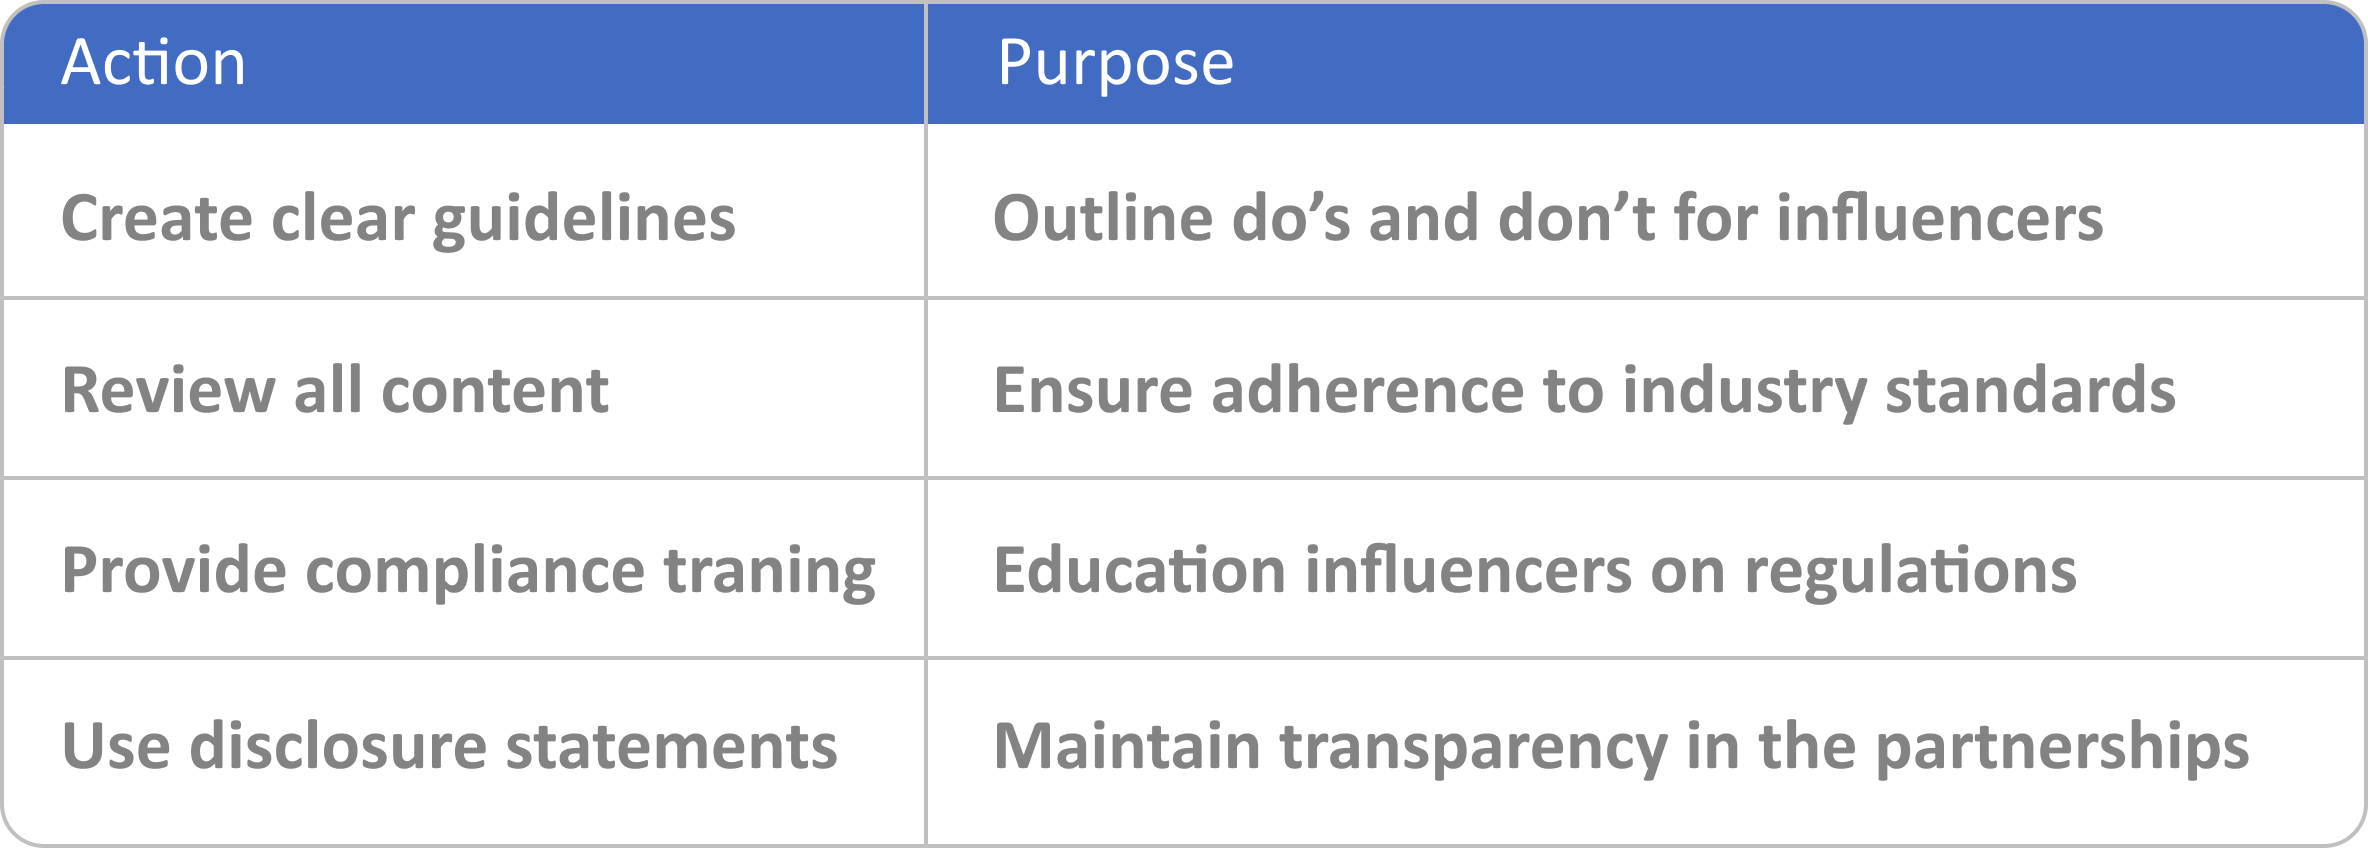 Action
Purpose
Create clear guidelines
Outline do’s and don’t for influencers
Review all content
Ensure adherence to industry standards
Provide compliance traning
Education influencers on regulations
Use disclosure statements
Maintain transparency in the partnerships